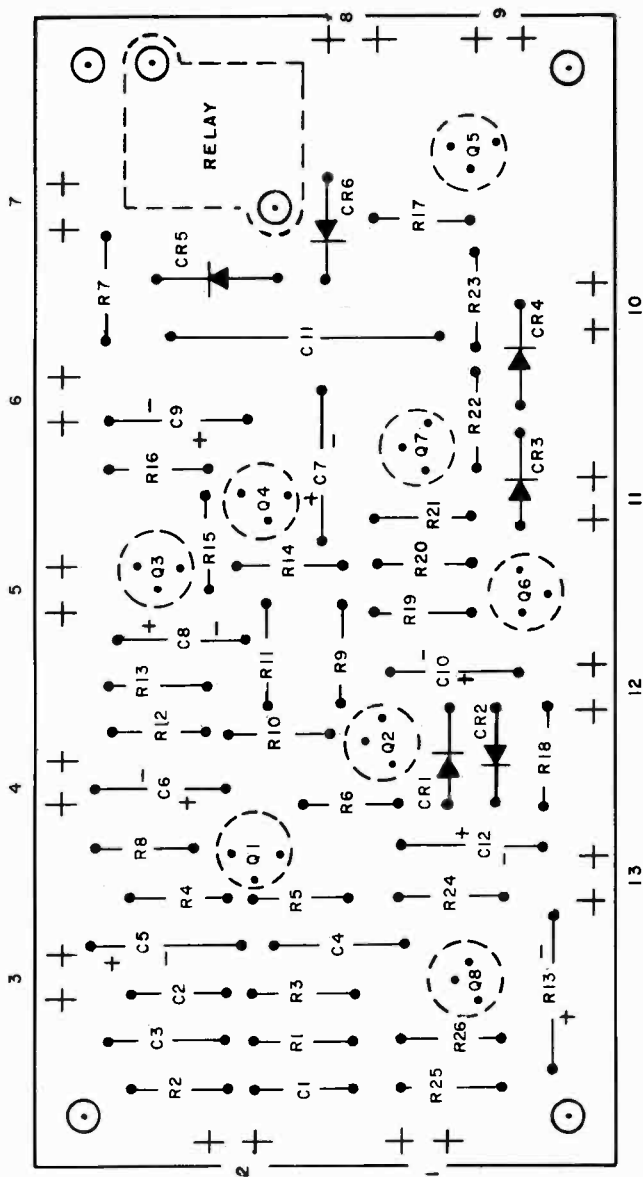 8
9
RELAY
Q5
7
CR6
R17
CR5
R7
R23
CR4
10
C11
6
C9
-
+
R16
C7
-
+
R22
CR3
Q7
Q4
11
R15
R21
Q3
R14
R20
Q6
5
C8
+
-
R19
R11
R9
R13
C10
-
+
12
R12
R10
Q2
CR2
CR1
R18
4
C6
-
+
R6
R8
Q1
C12
+
-
R4
R5
R24
13
C5
+
-
C4
3
C2
R3
Q8
R13
-
+
C3
R1
R26
R2
C1
R25
2
1